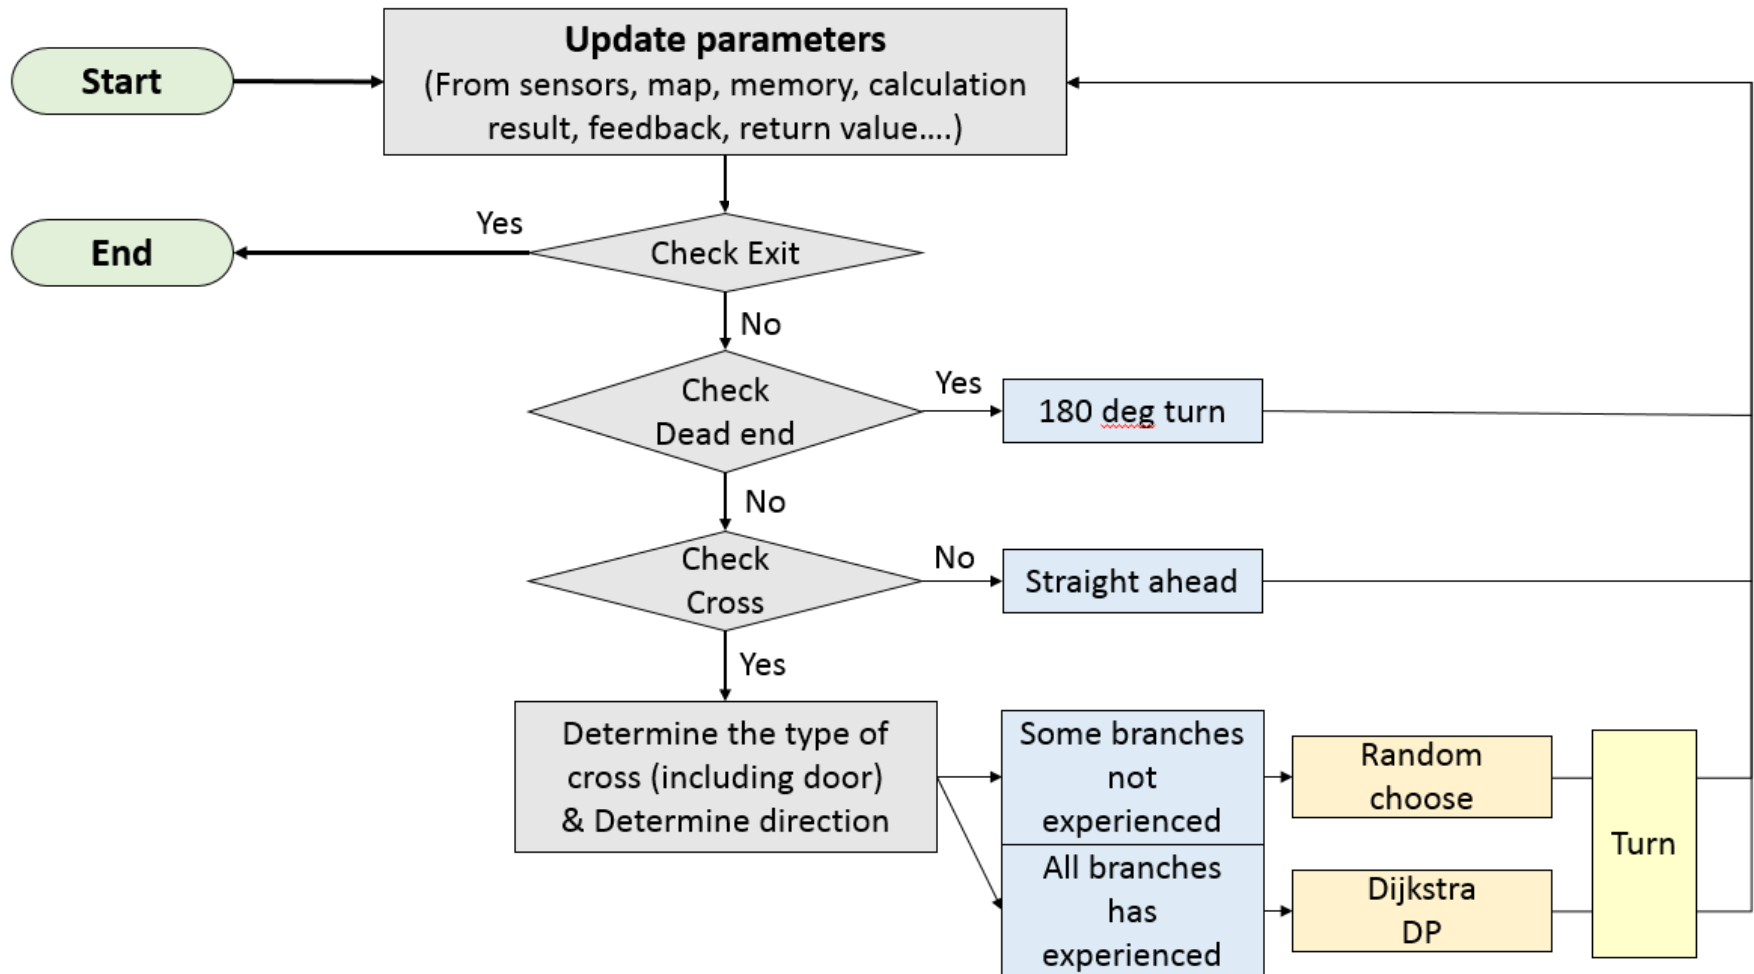 Start
Update parameters
(From sensors, map, memory, calculation
result, feedback, return value....)
Yes
End
Check Exit
No
Check
Dead end
Yes
180 deg turn
No
Check
Cross
No
Straight ahead
Yes
Determine the type of
cross (including door)
& Determine direction
Some branches
not
experienced
Random
choose
Turn
All branches
has
experienced
Dijkstra
DP